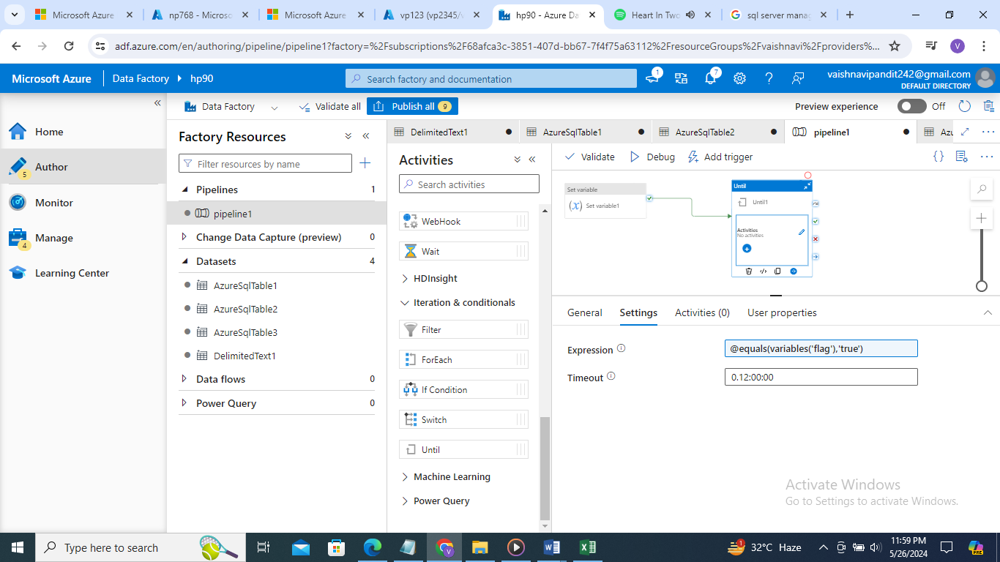 Microsoft Azure
np768 - Microso
Microsoft Azure
vp123 (vp2345/v
hp90 - Azure Da
Heart In Two
sql server mana
adf.azure.com/en/authoring/pipeline/pipeline1?factory=%2Fsubscriptions%2F68afca3c-3851-407d-bb67-7f4f75a63112%2FresourceGroups%2Fvaishnavi%2Fproviders%...
V
Microsoft Azure
Data Factory
hp90
Search factory and documentation
1
7
vaishnavipandit242@gmail.com
DEFAULT DIRECTORY
Home
Author
5
Monitor
Manage
4
Learning Center
Data Factory
Validate all
Publish all 9
Preview experience
Off
Factory Resources
Filter resources by name
Pipelines 1
pipeline1
Change Data Capture (preview) 0
Datasets 4
AzureSqlTable1
AzureSqlTable2
AzureSqlTable3
DelimitedText1
Data flows 0
Power Query 0
DelimitedText1
AzureSqlTable1
AzureSqlTable2
pipeline1
Azu
Activities
Search activities
WebHook
Wait
HDInsight
Iteration & conditionals
Filter
ForEach
If Condition
Switch
Until
Machine Learning
Power Query
Validate
Debug
Add trigger
Set variable
(x) Set variable1
Until
Until1
Activities
No activities
General
Settings
Activities (0)
User properties
Expression
@equals(variables('flag'),'true')
Timeout
0.12:00:00
Activate Windows
Go to Settings to activate Windows.
Type here to search
32°C Haze
11:59 PM
5/26/2024